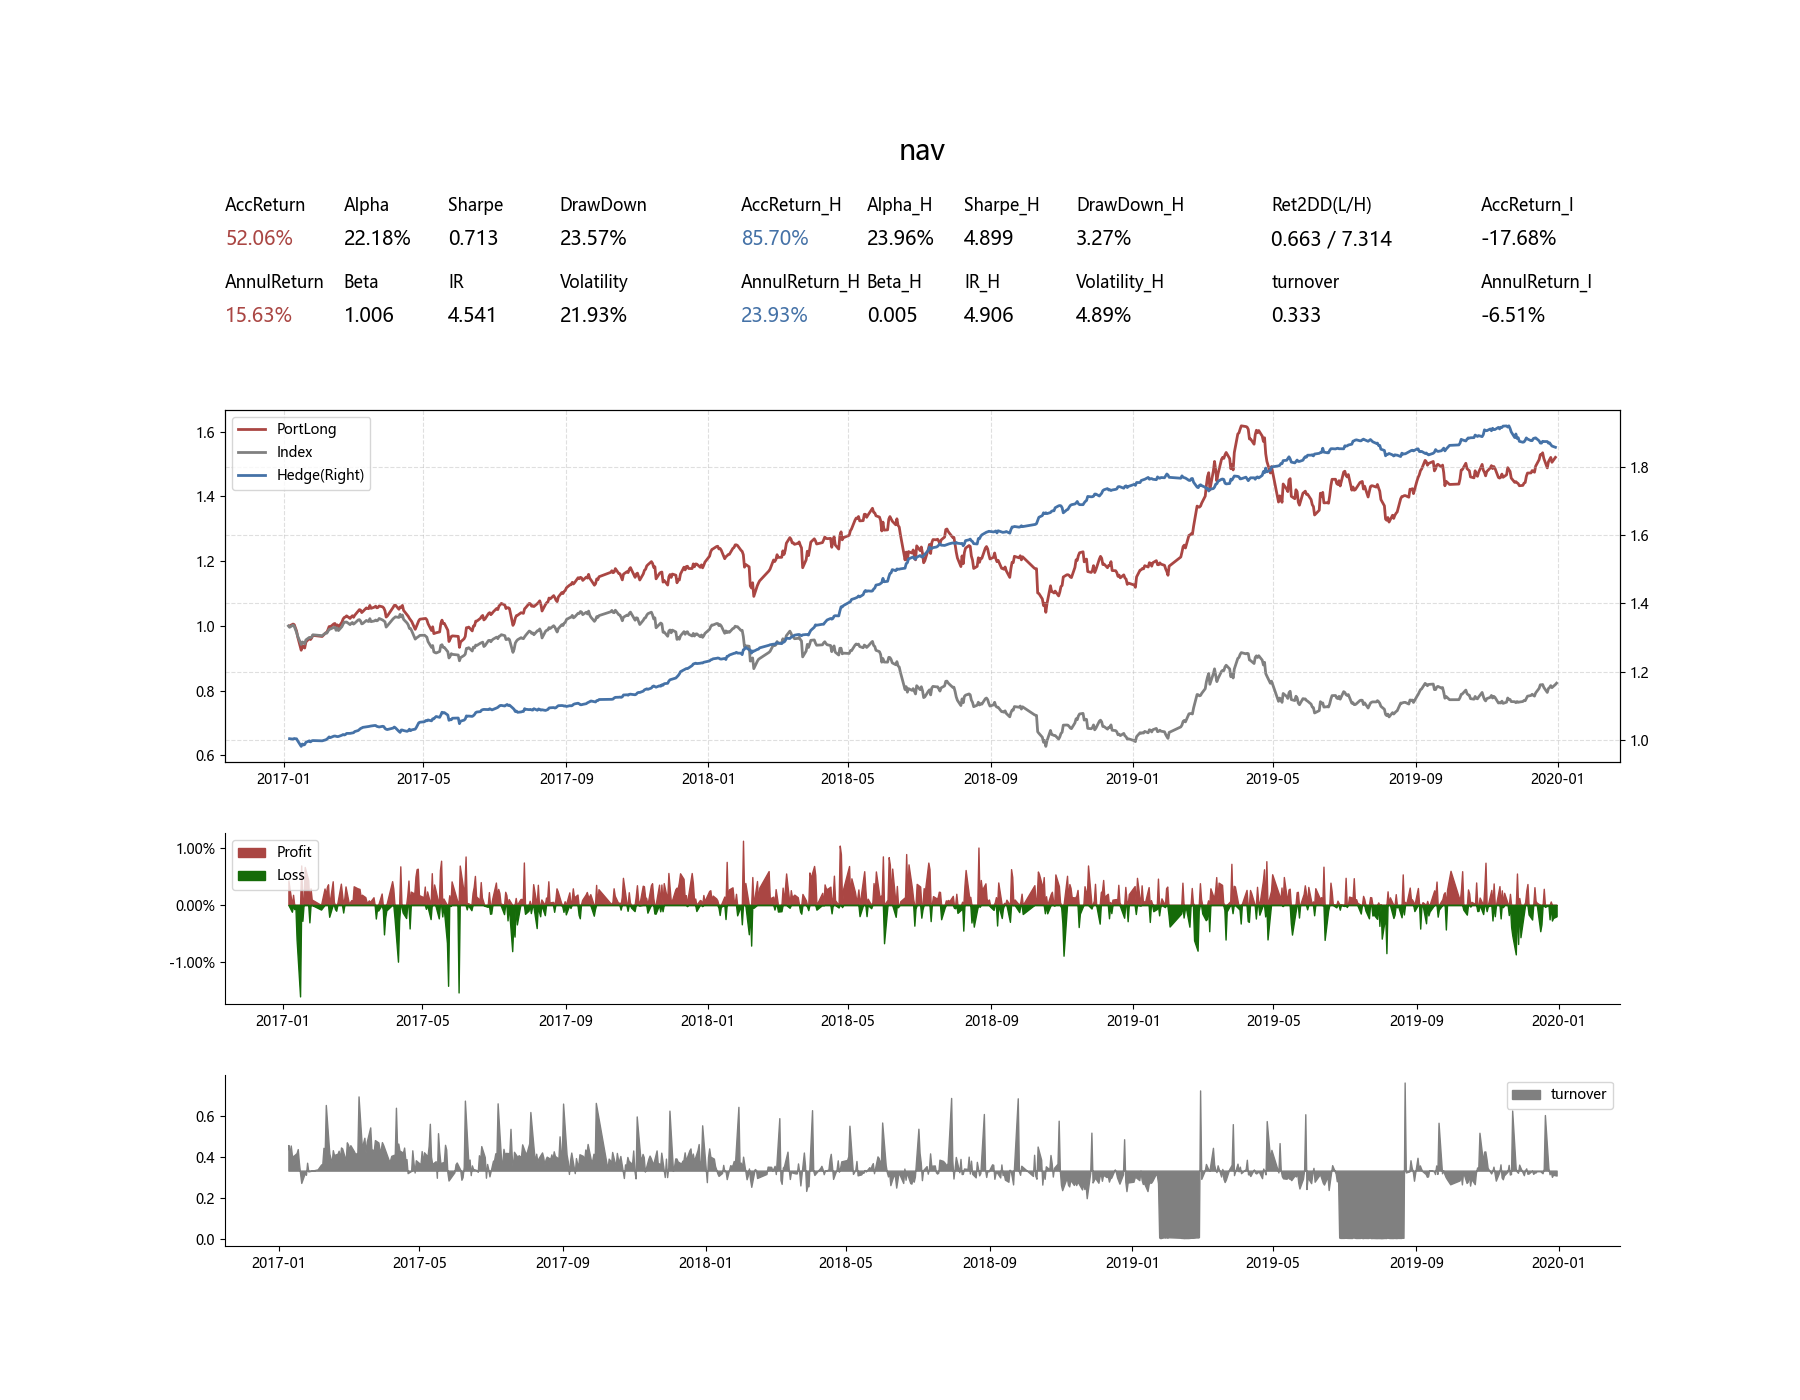 nav
AccReturn Alpha Sharpe DrawDown AccReturn_H Alpha_H Sharpe_H DrawDown_H Ret2DD(L/H) AccReturn_I
52.06% 22.18% 0.713 23.57% 85.70% 23.96% 4.899 3.27% 0.663 / 7.314 -17.68%
AnnulReturn Beta IR Volatility AnnulReturn_H Beta_H IR_H Volatility_H turnover AnnulReturn_I
15.63% 1.006 4.541 21.93% 23.93% 0.005 4.906 4.89% 0.333 -6.51%
PortLong
Index
Hedge(Right)
1.6
1.4
1.2
1.0
0.8
0.6
1.8
1.6
1.4
1.2
1.0
2017-01 2017-05 2017-09 2018-01 2018-05 2018-09 2019-01 2019-05 2019-09 2020-01
Profit
Loss
1.00%
0.00%
-1.00%
2017-01 2017-05 2017-09 2018-01 2018-05 2018-09 2019-01 2019-05 2019-09 2020-01
turnover
0.6
0.4
0.2
0.0
2017-01 2017-05 2017-09 2018-01 2018-05 2018-09 2019-01 2019-05 2019-09 2020-01